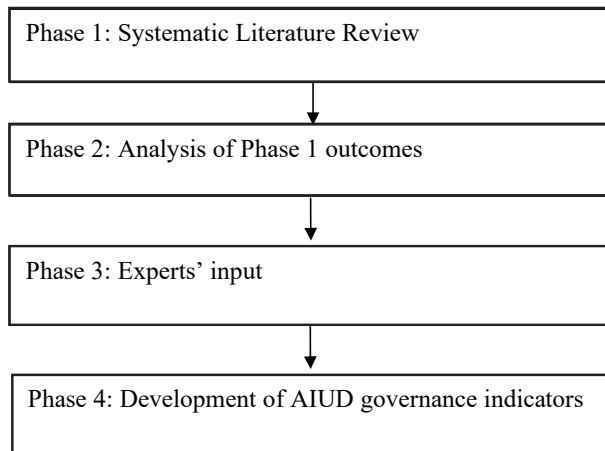 Phase 1: Systematic Literature Review
Phase 2: Analysis of Phase 1 outcomes
Phase 3: Experts’ input
Phase 4: Development of AIUD governance indicators